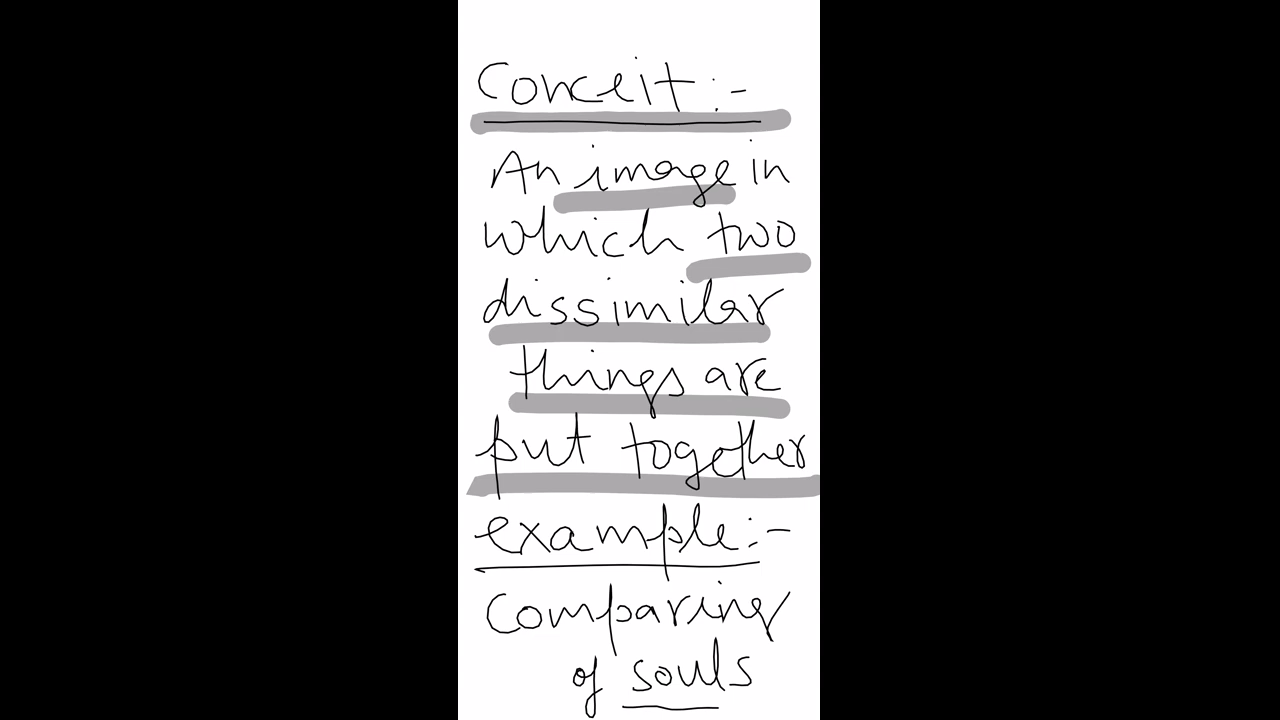 Conceit :-
An image in
which two
dissimilar
things are
put together
example :-
Comparing
of souls